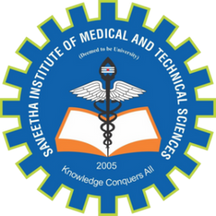 SAVEETHA INSTITUTE OF MEDICAL AND TECHNICAL SCIENCES
(Deemed to be University)
2005
Knowledge Conquers All